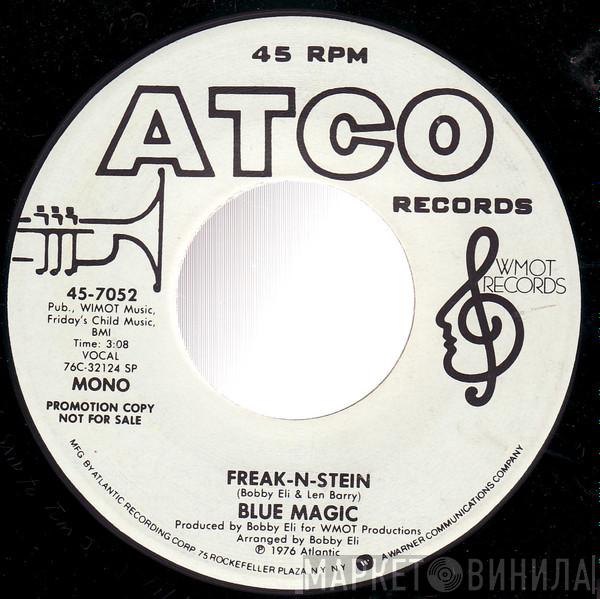 45 RPM
ATCO
RECORDS
WMOT
RECORDS
45-7052
Pub., WIMOT Music,
Friday's Child Music,
BMI
Time: 3:08
VOCAL
76C-32124 SP
MONO
PROMOTION COPY
NOT FOR SALE
FREAK-N-STEIN
(Bobby Eli & Len Barry)
BLUE MAGIC
Produced by Bobby Eli for WMOT Productions
Arranged by Bobby Eli
℗ 1976 Atlantic
MFG BY ATLANTIC RECORDING CORP. 75 ROCKEFELLER PLAZA, NY. NY. A WARNER COMMUNICATIONS COMPANY
МАРКЕТ ВИНИЛА